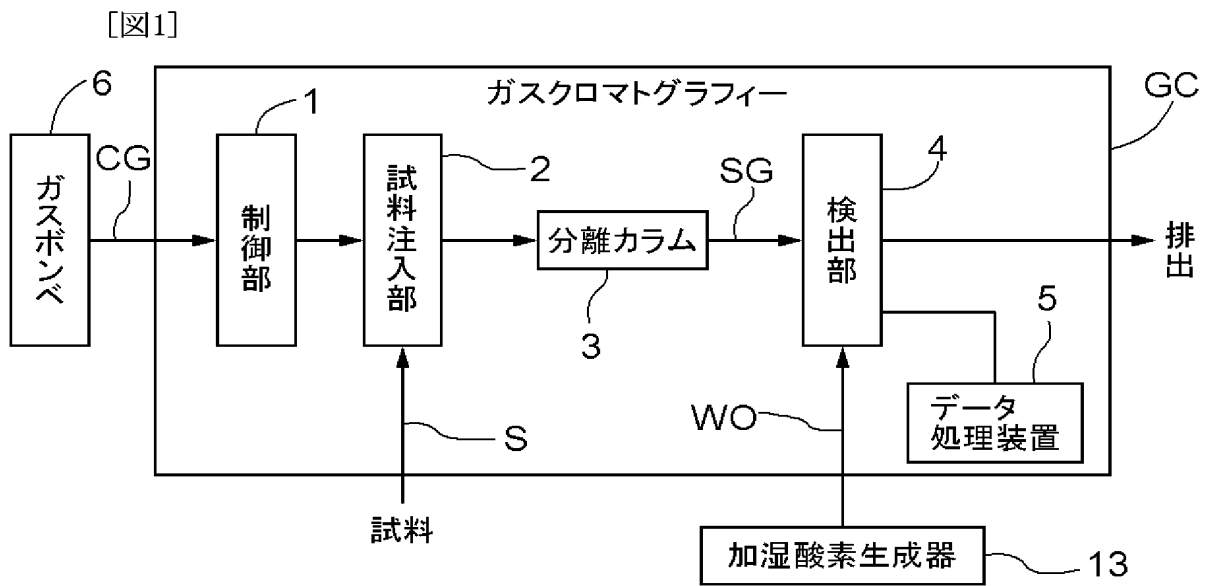 [図1]
ガスクロマトグラフィー
GC
6
CG
ガスボンベ
1
制御部
2
試料注入部
3
分離カラム
SG
4
検出部
排出
5
データ
処理装置
S
試料
WO
加湿酸素生成器
13